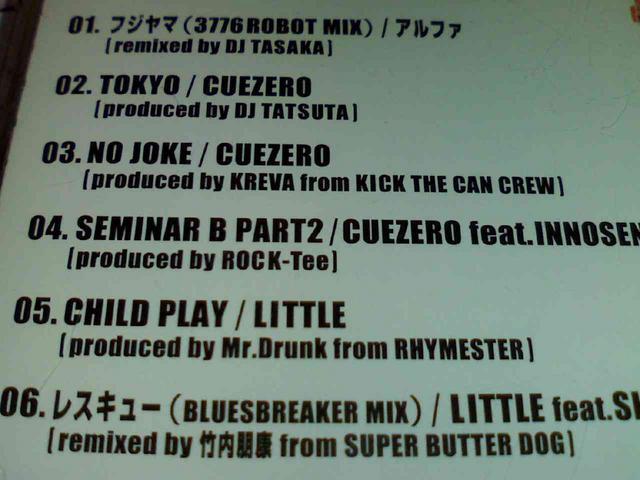 01. フジヤマ (3776 ROBOT MIX) / アルファ
[remixed by DJ TASAKA]
02. TOKYO / CUEZERO
[produced by DJ TATSUTA]
03. NO JOKE / CUEZERO
[produced by KREVA from KICK THE CAN CREW]
04. SEMINAR B PART2 / CUEZERO feat.INNOSEN
[produced by ROCK-Tee]
05. CHILD PLAY / LITTLE
[produced by Mr.Drunk from RHYMESTER]
06. レスキュー (BLUESBREAKER MIX) / LITTLE feat.
[remixed by 竹内朋康 from SUPER BUTTER DOG]